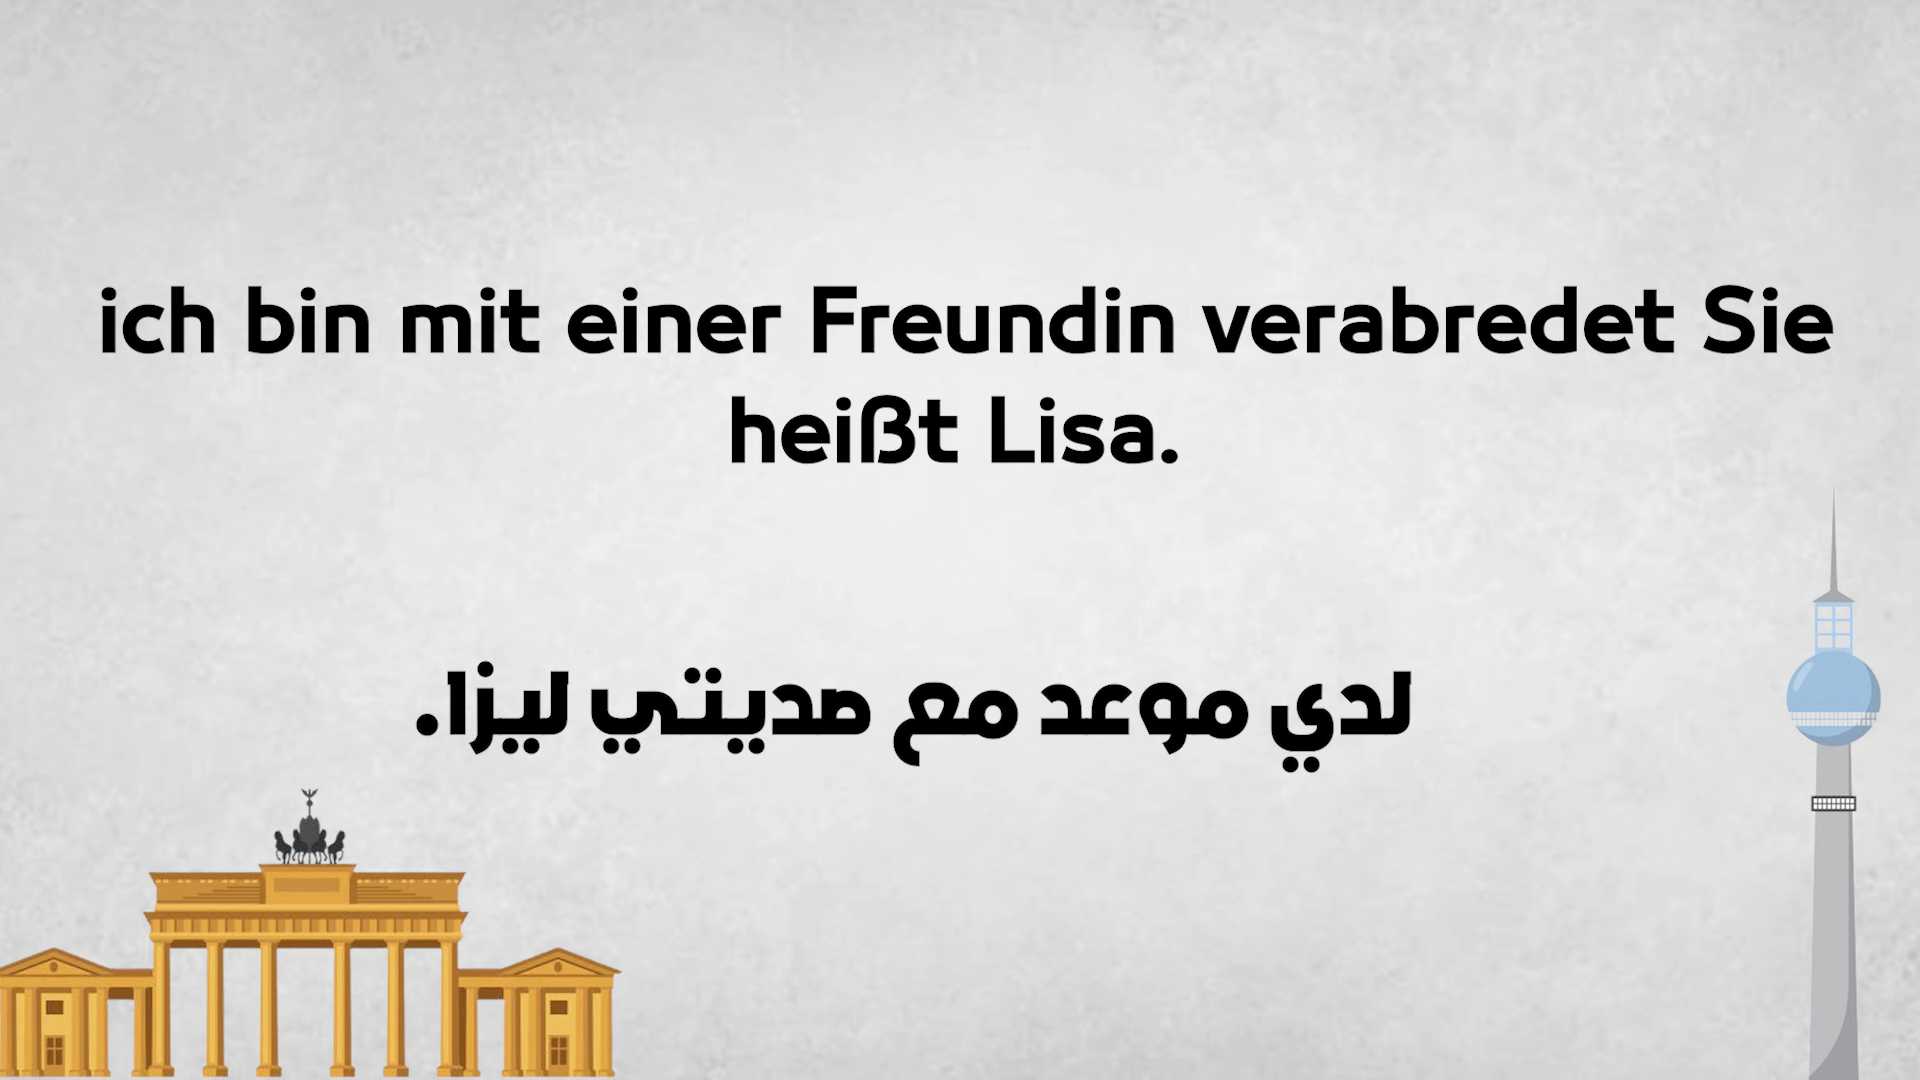 ich bin mit einer Freundin verabredet Sie
heißt Lisa.
لدي موعد مع صديتي ليزا.